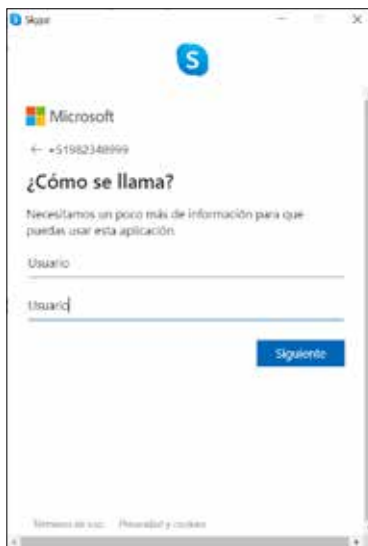 Skype
S
Microsoft
← +51982348999
¿Cómo se llama?
Necesitamos un poco más de información para que
puedas usar esta aplicación.
Usuario
Usuario
Siguiente
Términos de uso Privacidad y cookies